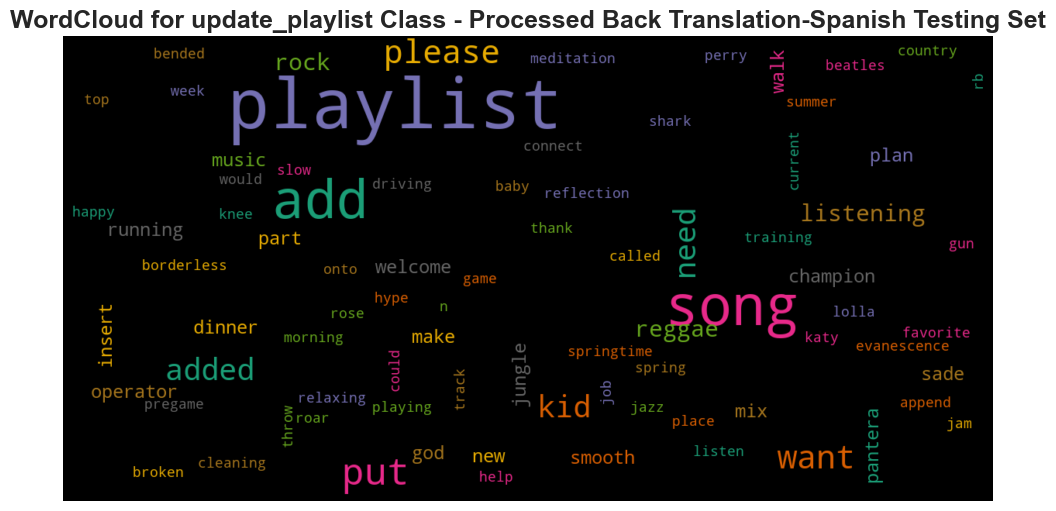 WordCloud for update_playlist Class - Processed Back Translation-Spanish Testing Set
bended
rock
please
meditation
perry
walk
beatles
country
rb
top
week
playlist
shark
summer
connect
current
plan
music
slow
would
add
driving
baby
reflection
happy
knee
running
part
thank
need
listening
training
gun
borderless
onto
welcome
called
game
champion
hype
n
song
lolla
rose
insert
dinner
morning
make
reggae
katy
favorite
evanescence
springtime
spring
added
could
jungle
sade
operator
pregame
relaxing
playing
track
kid
job
jazz
place
mix
append
jam
throw
roar
pantera
broken
cleaning
god
new
put
help
smooth
listen
want